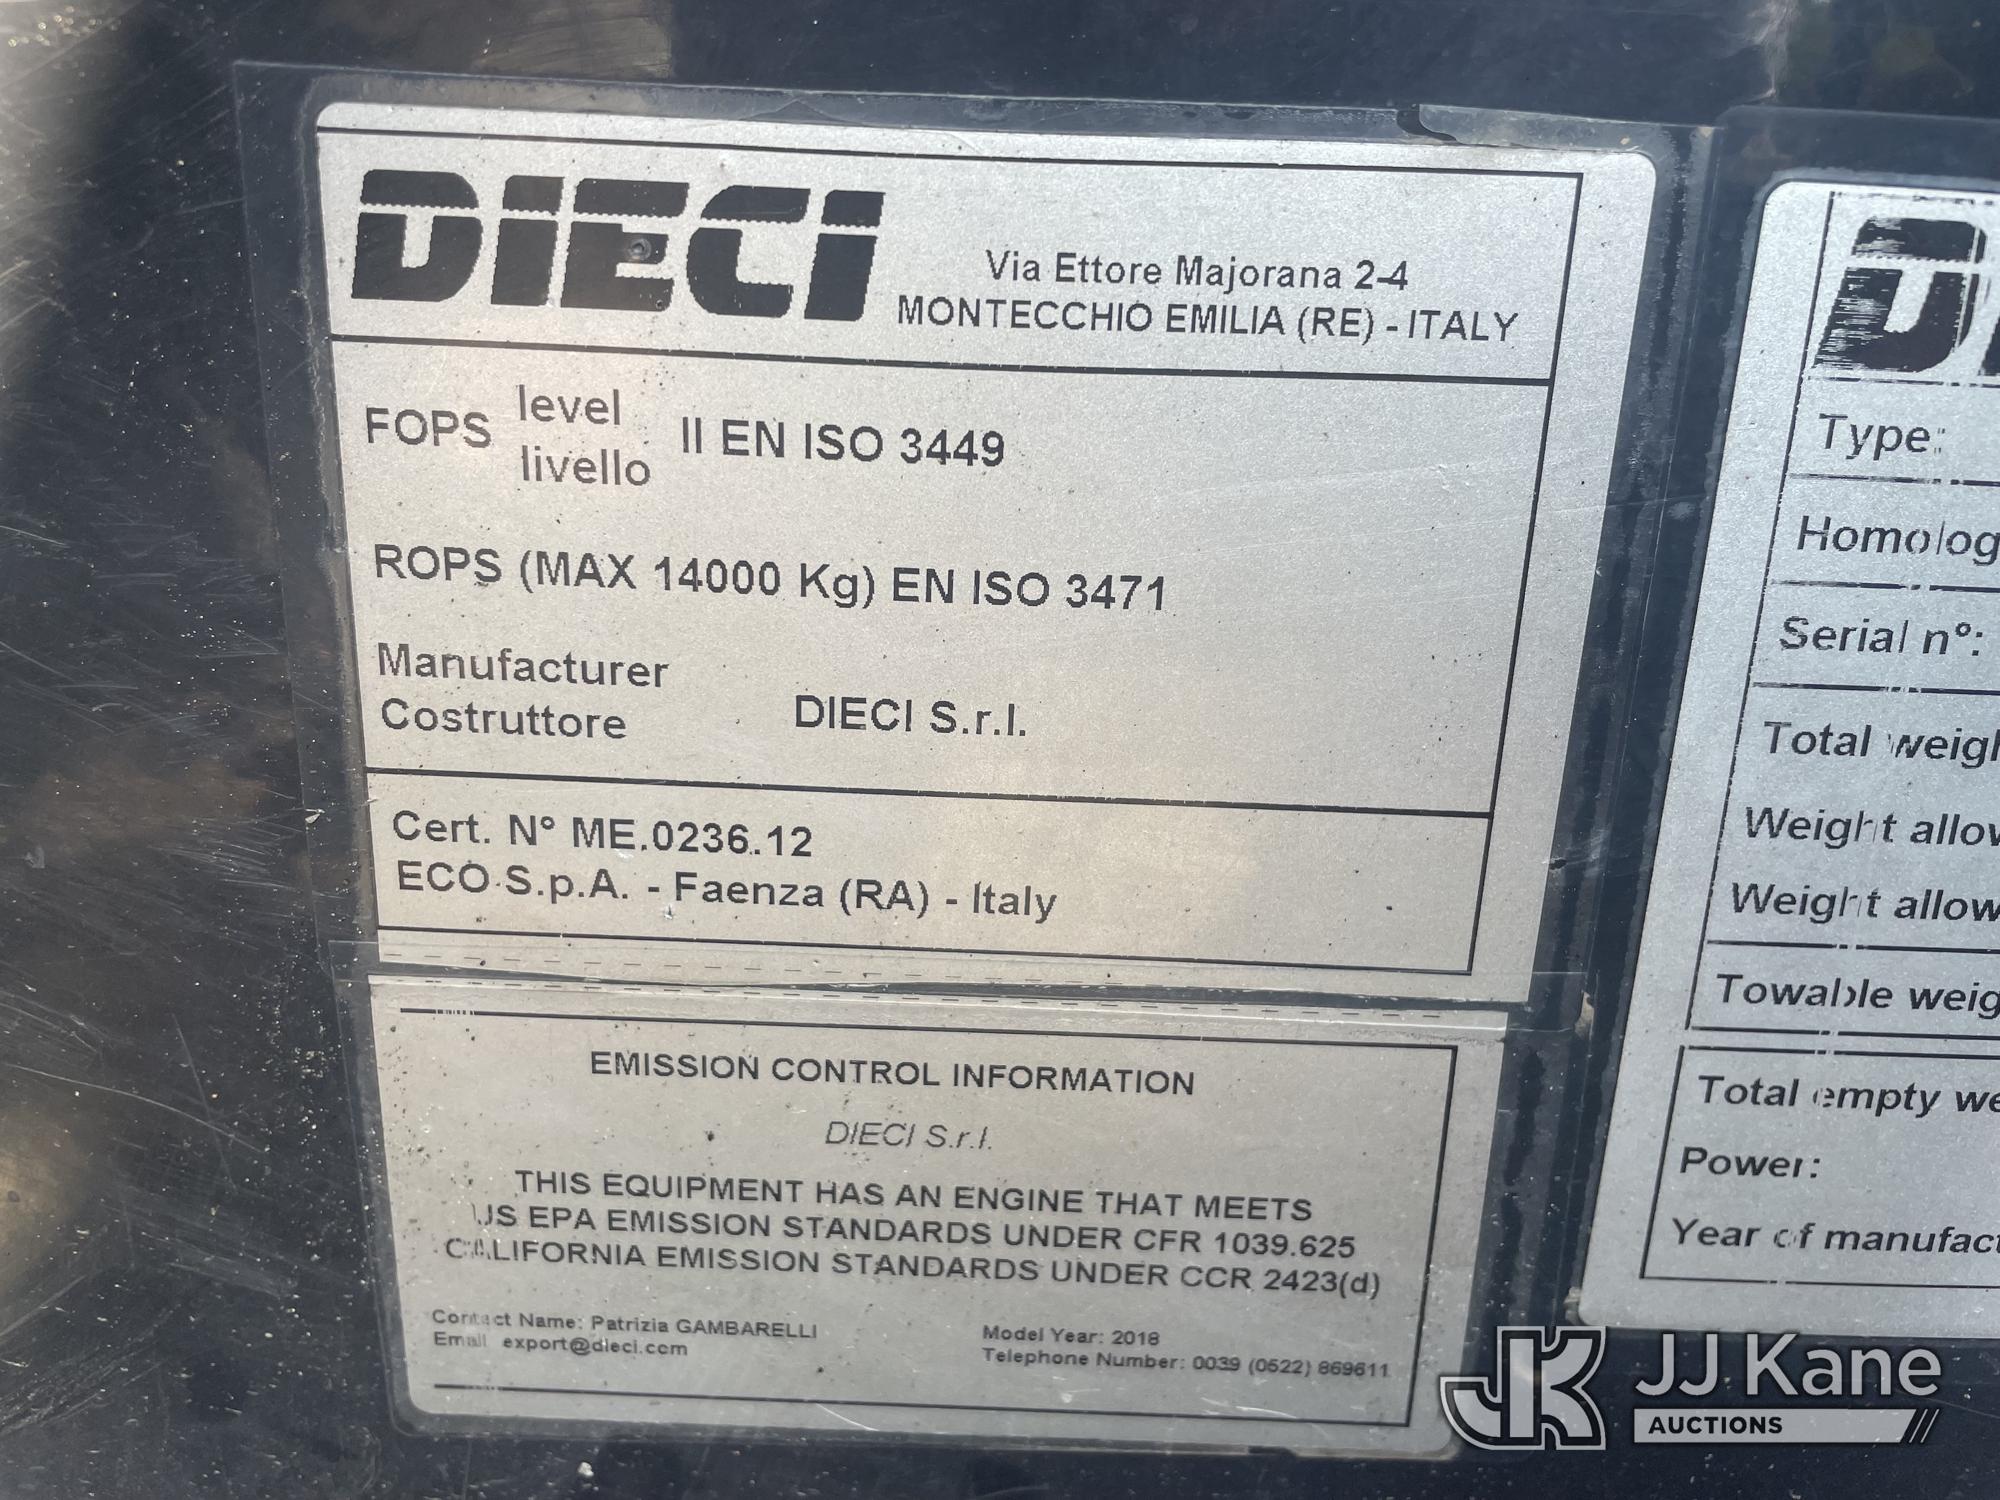 DIECI
Via Ettore Majorana 2-4
MONTECCHIO EMILIA (RE) - ITALY
FOPS level livello II EN ISO 3449
ROPS (MAX 14000 Kg) EN ISO 3471
Manufacturer
Costruttore DIECI S.r.l.
Cert. N° ME.0236.12
ECO S.p.A. - Faenza (RA) - Italy
EMISSION CONTROL INFORMATION
DIECI S.r.l.
THIS EQUIPMENT HAS AN ENGINE THAT MEETS
US EPA EMISSION STANDARDS UNDER CFR 1039.625
CALIFORNIA EMISSION STANDARDS UNDER CCR 2423(d)
Contact Name: Patrizia GAMBARELLI
Email export@dieci.com
Model Year: 2018
Telephone Number: 0039 (0522) 869611
Type:
Homolog
Serial n°:
Total weigh
Weight allow
Weight allow
Towable weig
Total empty we
Power:
Year of manufact
JJ Kane
AUCTIONS